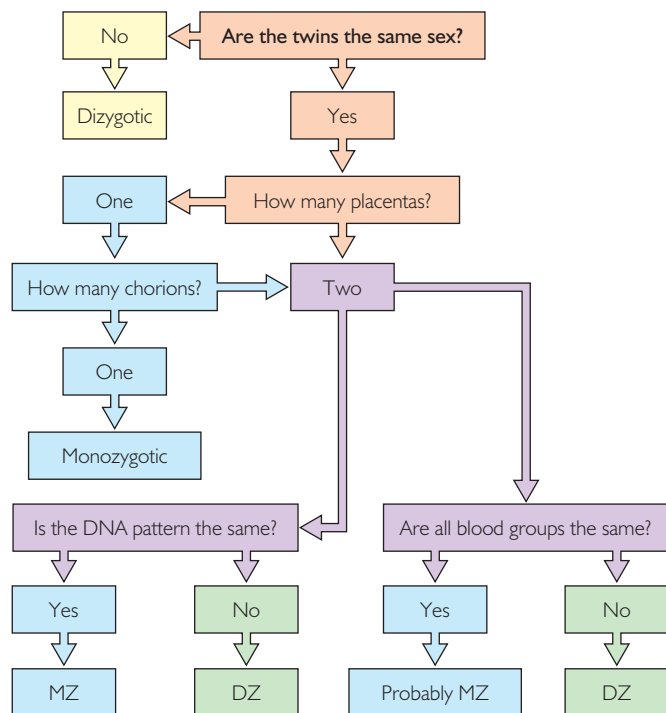 No
Are the twins the same sex?
Dizygotic
Yes
One
How many placentas?
How many chorions?
Two
One
Monozygotic
Is the DNA pattern the same?
Are all blood groups the same?
Yes
No
Yes
No
MZ
DZ
Probably MZ
DZ